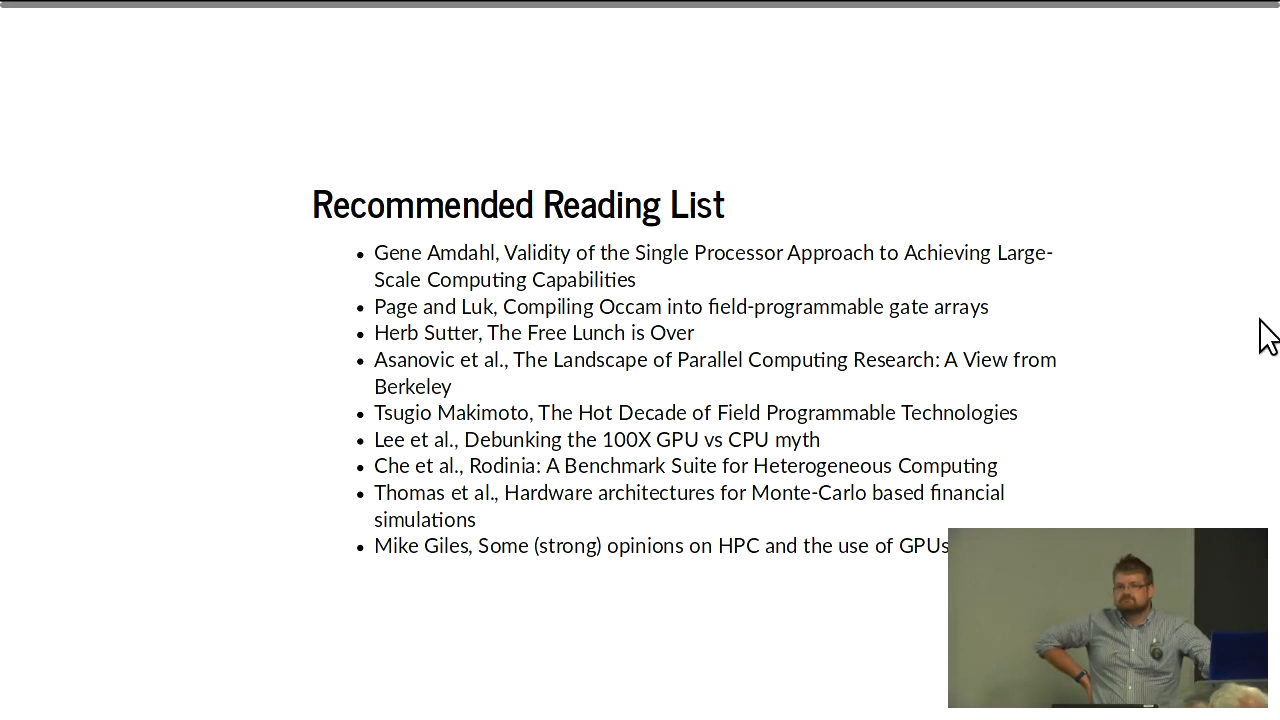 Recommended Reading List
Gene Amdahl, Validity of the Single Processor Approach to Achieving Large-
Scale Computing Capabilities
Page and Luk, Compiling Occam into field-programmable gate arrays
Herb Sutter, The Free Lunch is Over
Asanovic et al., The Landscape of Parallel Computing Research: A View from
Berkeley
Tsugio Makimoto, The Hot Decade of Field Programmable Technologies
Lee et al., Debunking the 100X GPU vs CPU myth
Che et al., Rodinia: A Benchmark Suite for Heterogeneous Computing
Thomas et al., Hardware architectures for Monte-Carlo based financial
simulations
Mike Giles, Some (strong) opinions on HPC and the use of GPUs